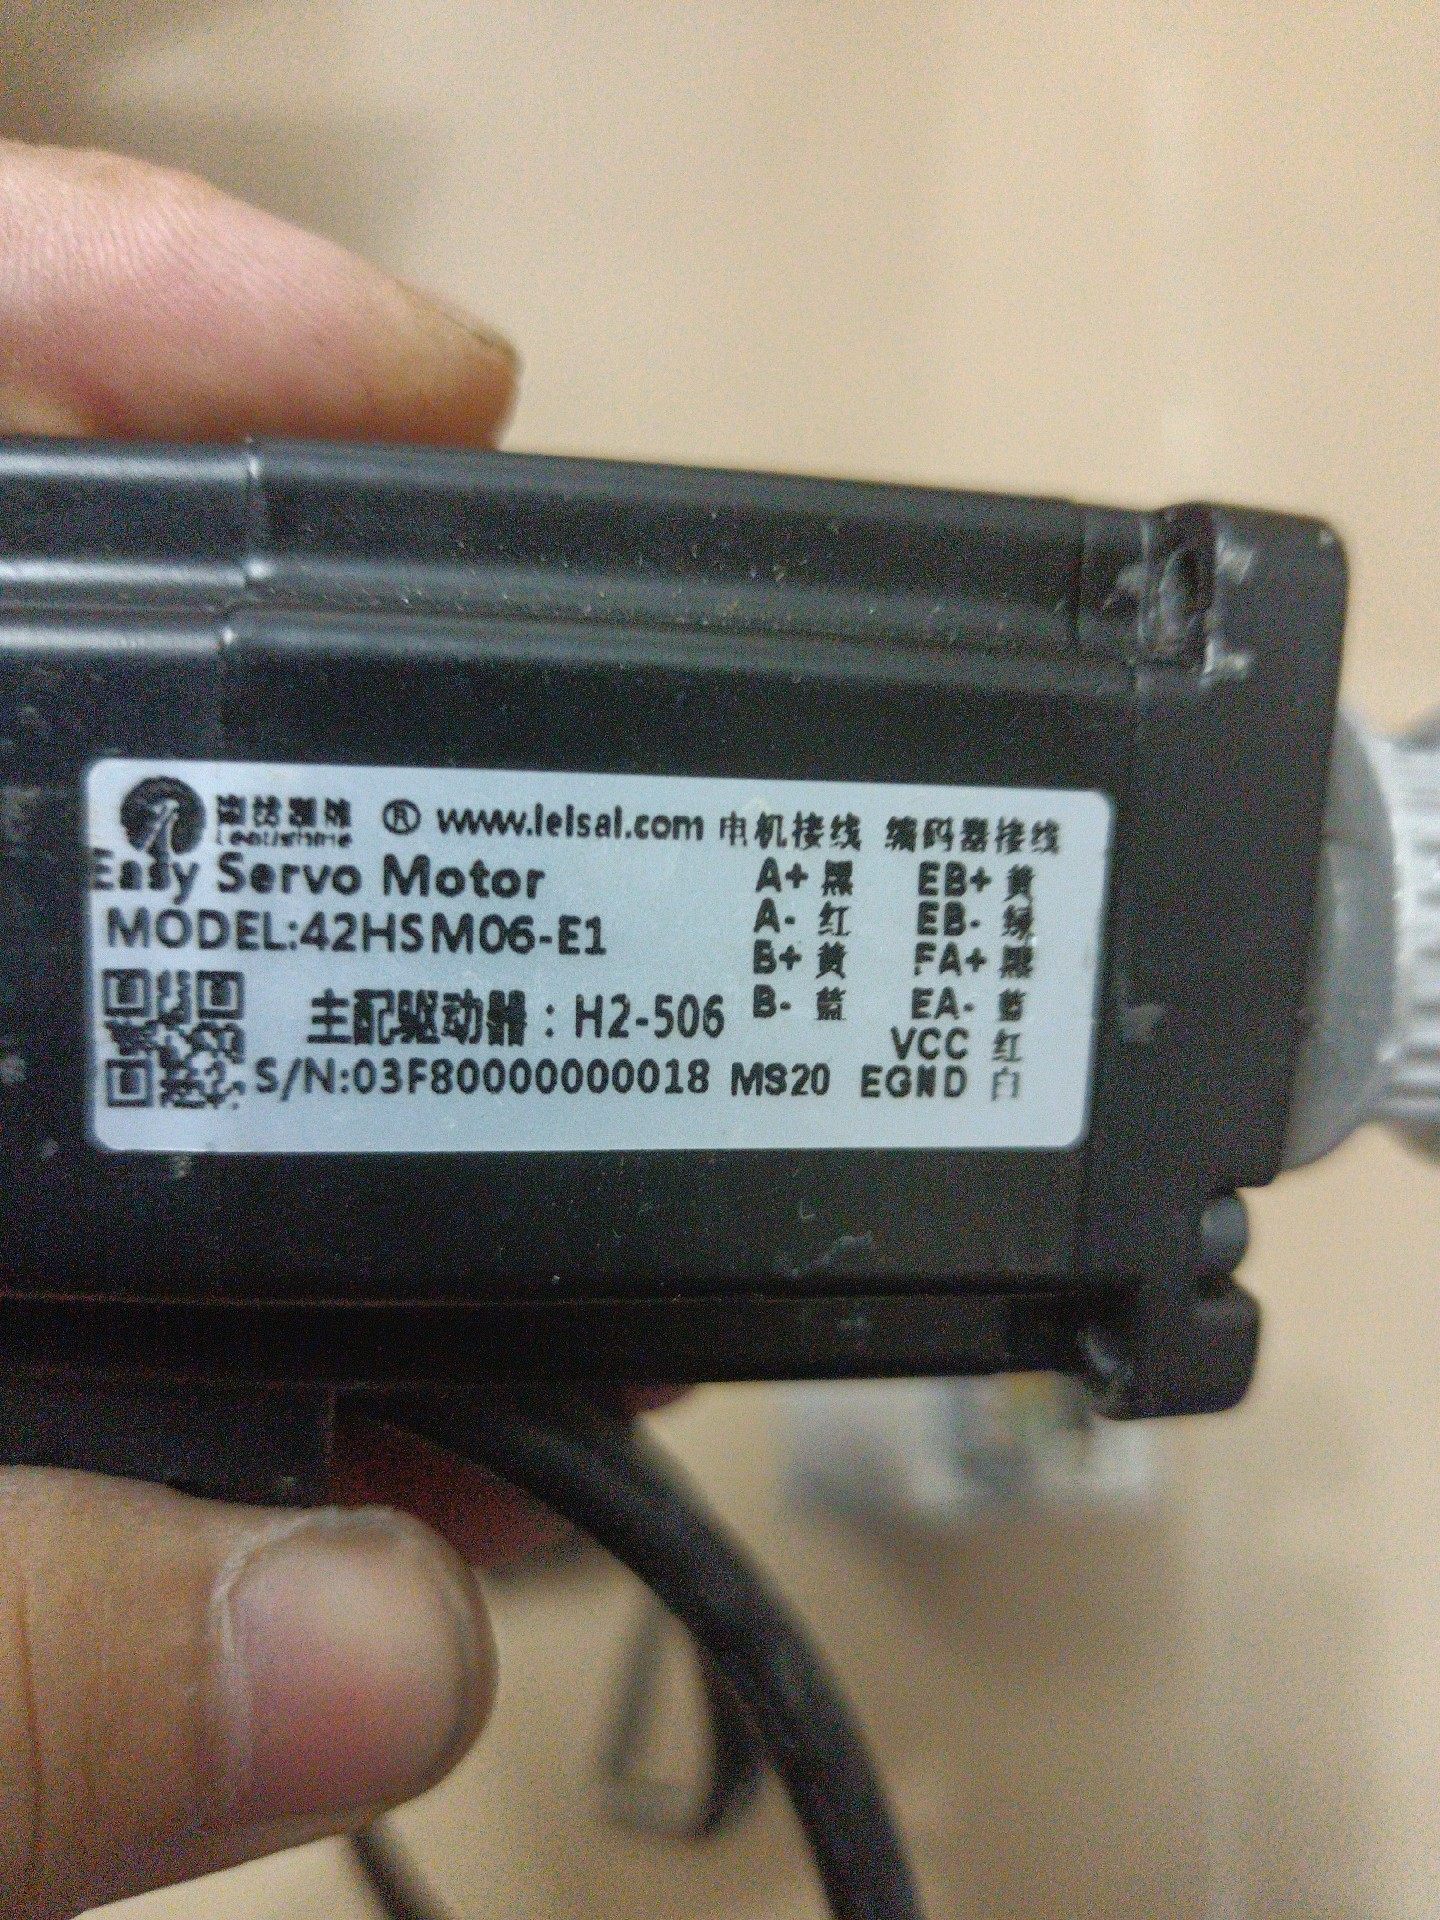 Leadshine ® www.leisai.com 电机接线 编码器接线
Easy Servo Motor A+ 黑 EB+ 黄
MODEL:42HSM06-E1 A- 红 EB- 绿
B+ 黄 EA+ 黑
主配驱动器：H2-506 B- 蓝 EA- 蓝
VCC 红
S/N:03F80000000018 MS20 EGND 白